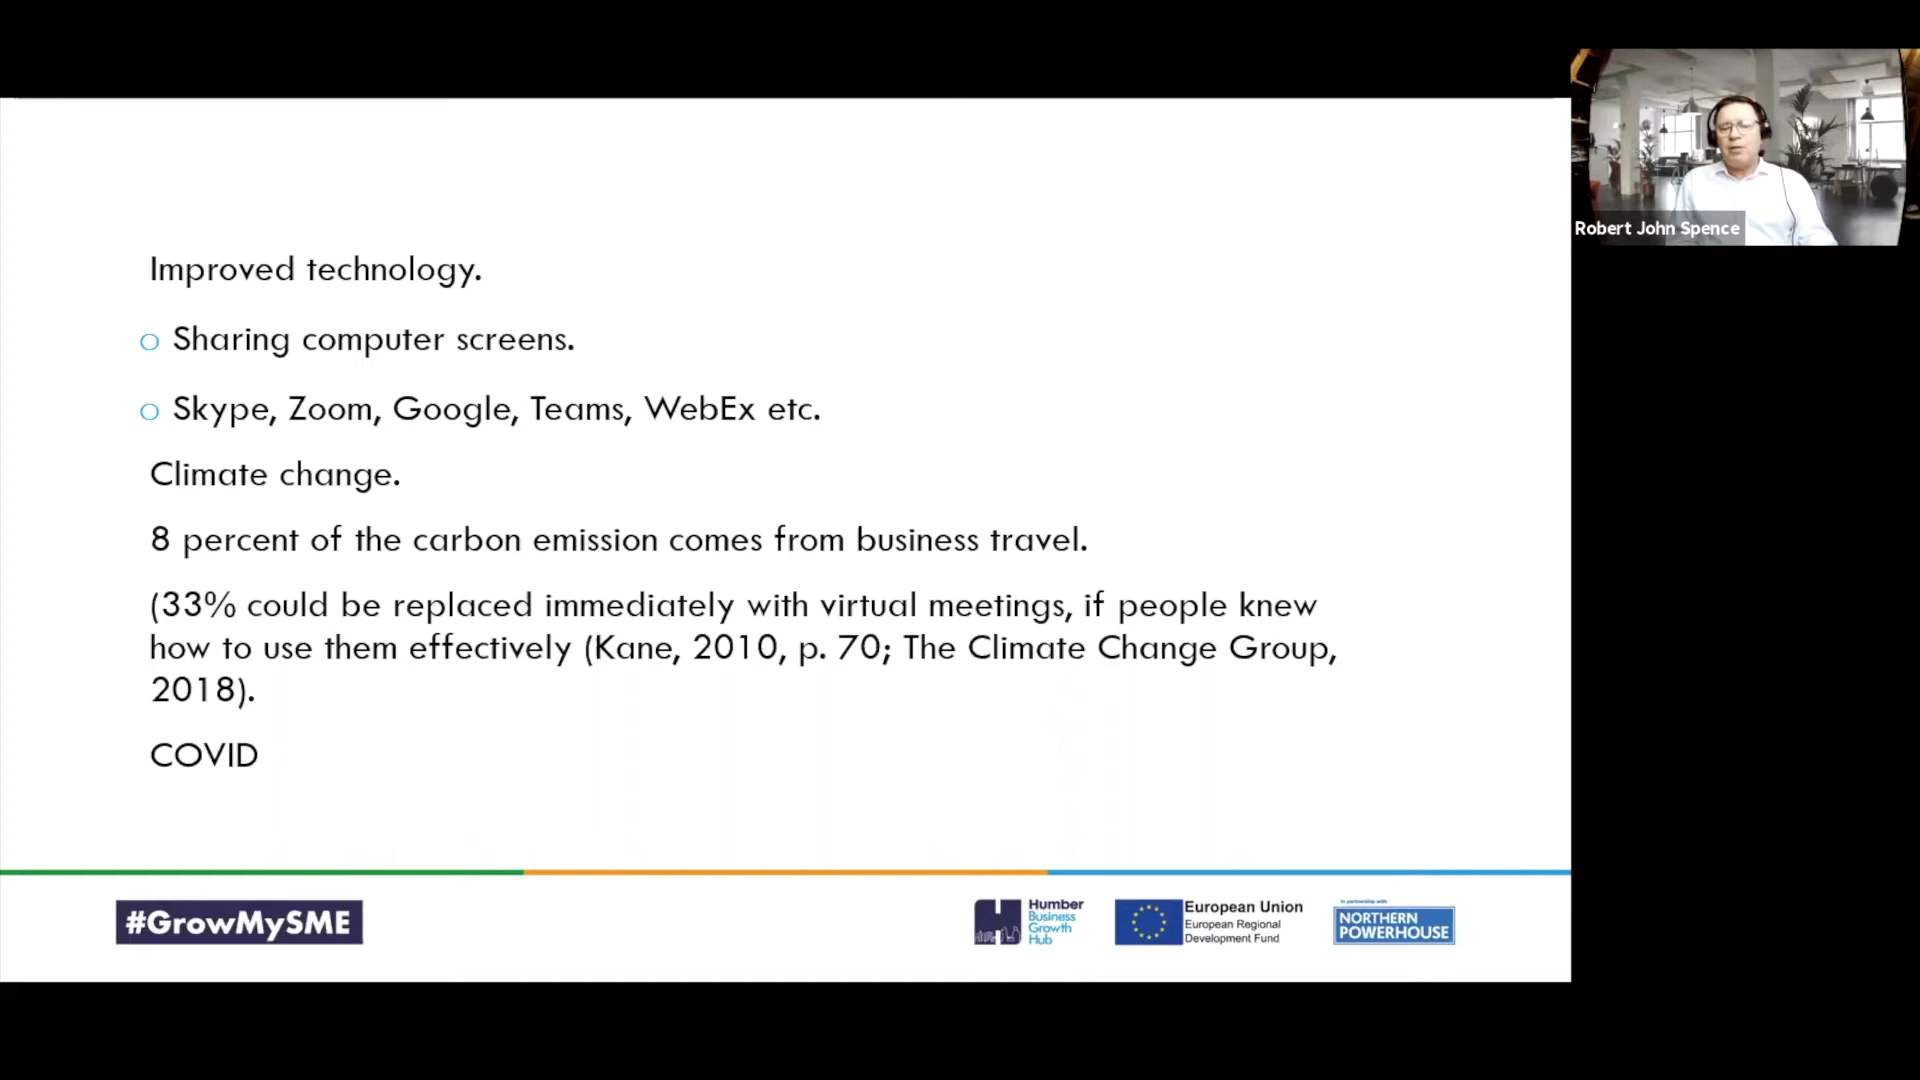 Improved technology.
o Sharing computer screens.
o Skype, Zoom, Google, Teams, WebEx etc.
Climate change.
8 percent of the carbon emission comes from business travel.
(33% could be replaced immediately with virtual meetings, if people knew
how to use them effectively (Kane, 2010, p. 70; The Climate Change Group,
2018).
COVID
#GrowMySME
Humber
Business
Growth
Hub
European Union
European Regional
Development Fund
In partnership with:
NORTHERN
POWERHOUSE
Robert John Spence